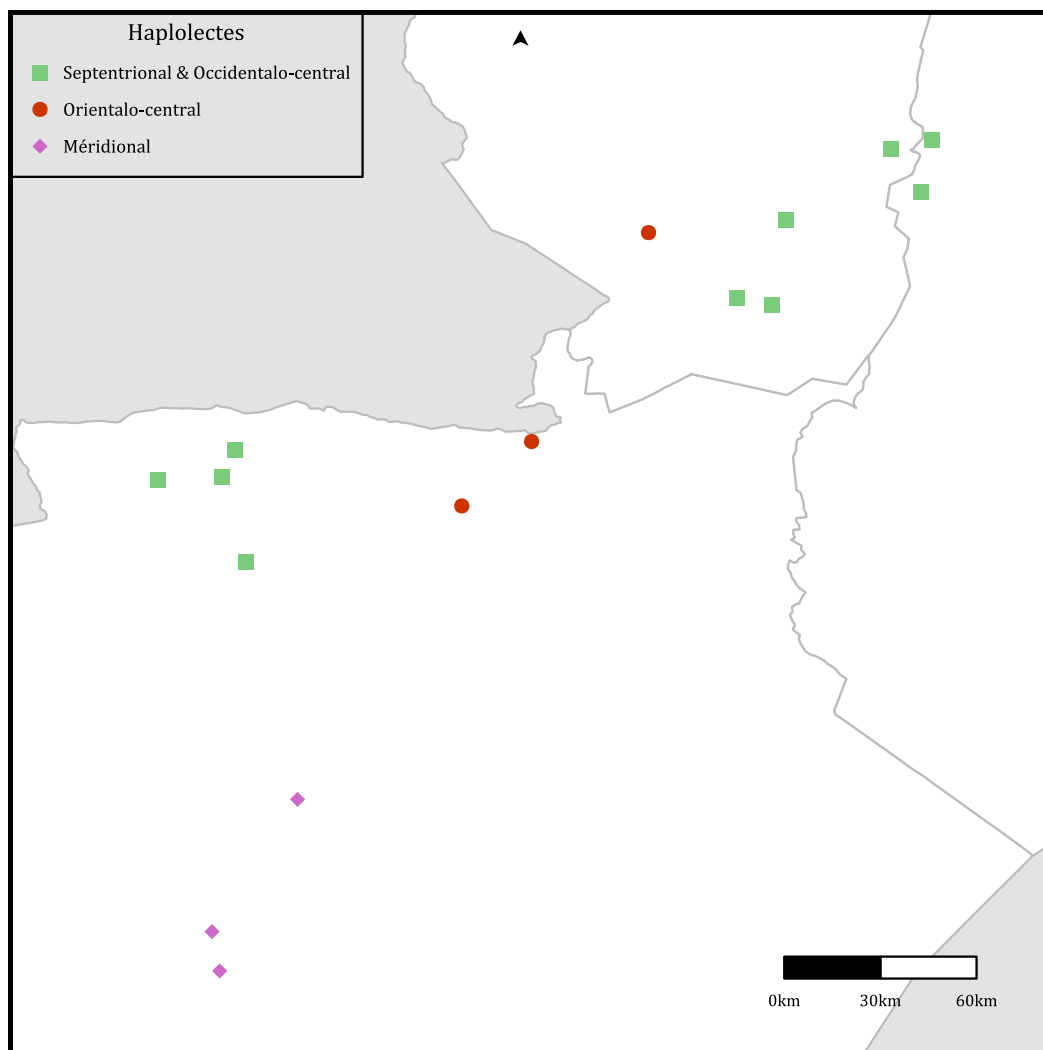 Haplolectes
Septentrional & Occidentalo-central
Orientalo-central
Méridional
0km 30km 60km